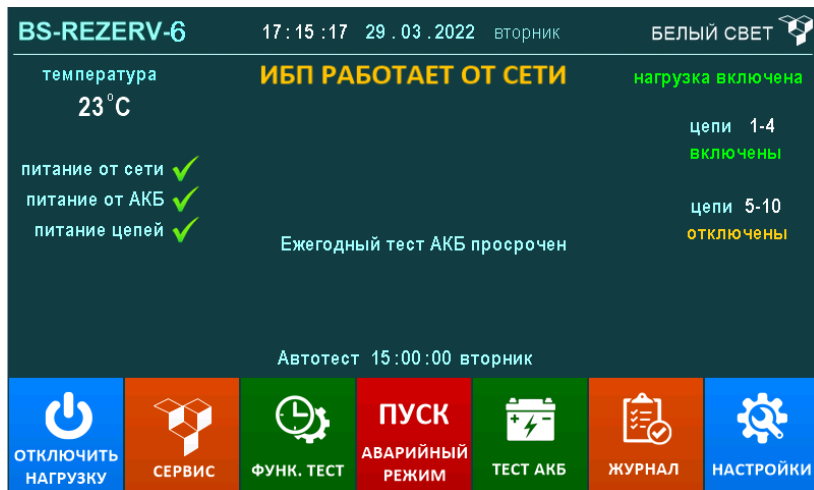 BS-REZERV-6 17:15:17 29.03.2022 вторник БЕЛЫЙ СВЕТ
температура
23°C
ИБП РАБОТАЕТ ОТ СЕТИ
нагрузка включена
цепи 1-4
включены
питание от сети
питание от АКБ
питание цепей
цепи 5-10
отключены
Ежегодный тест АКБ просрочен
Автотест 15:00:00 вторник
ОТКЛЮЧИТЬ
НАГРУЗКУ
СЕРВИС
ФУНК. ТЕСТ
ПУСК
АВАРИЙНЫЙ
РЕЖИМ
ТЕСТ АКБ
ЖУРНАЛ
НАСТРОЙКИ